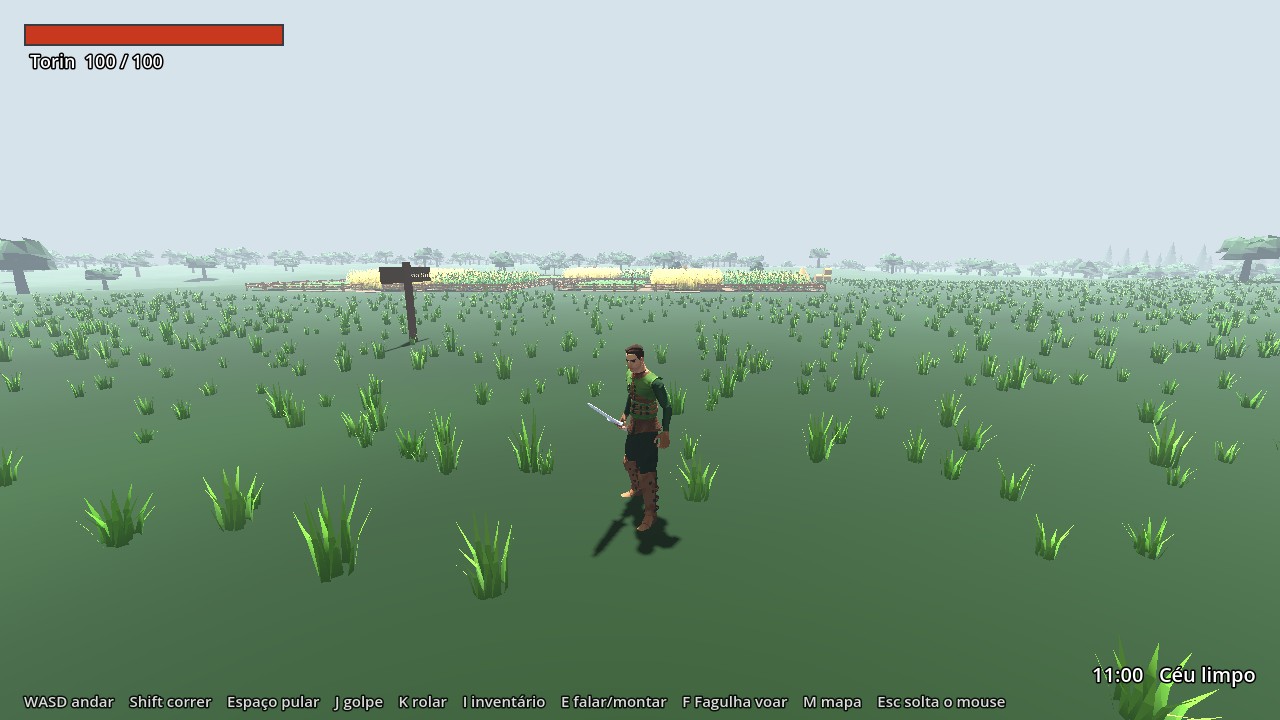 Torin 100 / 100
11:00 Céu limpo
WASD andar Shift correr Espaço pular J golpe K rolar I inventário E falar/montar F Fagulha voar M mapa Esc solta o mouse